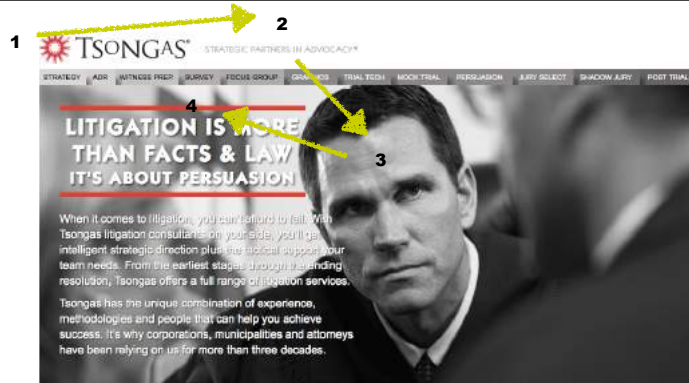 1
2
TSONGAS®
STRATEGIC PARTNERS IN ADVOCACY®
STRATEGY ADR WITNESS PREP SURVEY FOCUS GROUP GRAPHICS TRIAL TECH MOCK TRIAL PERSUASION JURY SELECT SHADOW JURY POST TRIAL
4
LITIGATION IS MORE
THAN FACTS & LAW
IT'S ABOUT PERSUASION
3
When it comes to litigation, you can't afford to fail. With
Tsongas litigation consultants on your side, you'll get
intelligent strategic direction plus the tactical support your
team needs. From the earliest stages through the ending
resolution, Tsongas offers a full range of litigation services.
Tsongas has the unique combination of experience,
methodologies and people that can help you achieve
success. It's why corporations, municipalities and attorneys
have been relying on us for more than three decades.